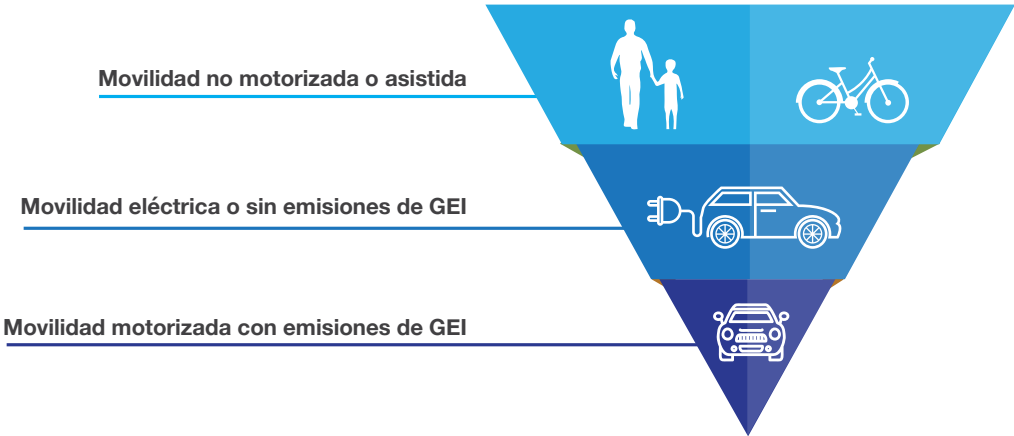 Movilidad no motorizada o asistida
Movilidad eléctrica o sin emisiones de GEI
Movilidad motorizada con emisiones de GEI